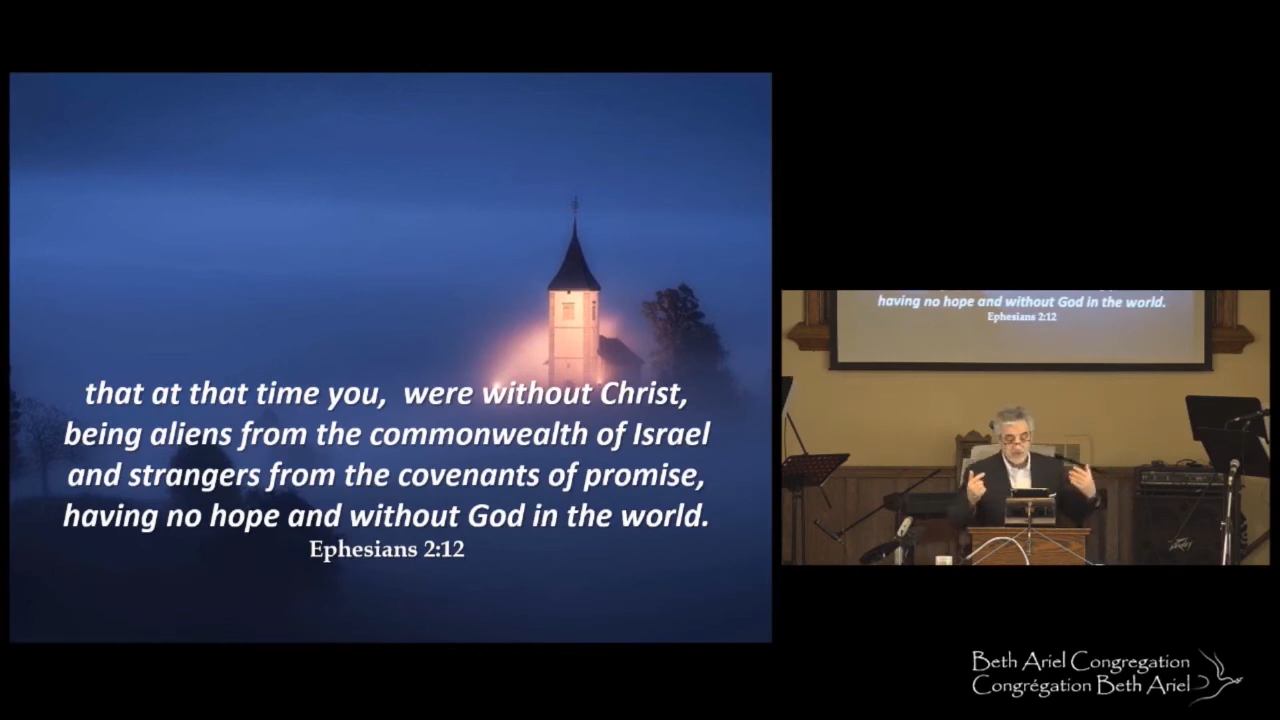 that at that time you,  were without Christ,
being aliens from the commonwealth of Israel
and strangers from the covenants of promise,
having no hope and without God in the world.
Ephesians 2:12
having no hope and without God in the world.
Ephesians 2:12
PEAVEY
Beth Ariel Congregation
Congrégation Beth Ariel